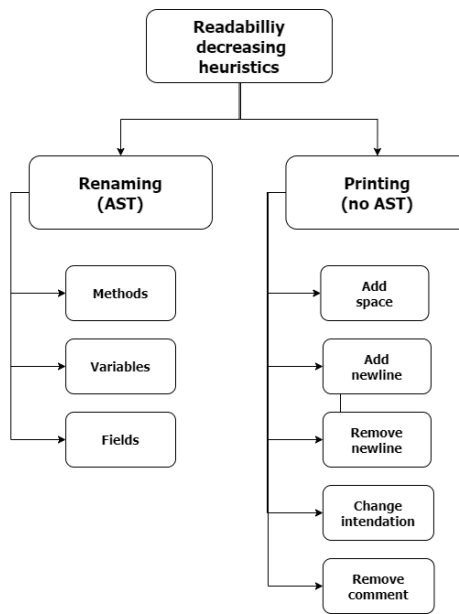 Readabilliy
decreasing
heuristics
Renaming
(AST)
Printing
(no AST)
Methods
Variables
Fields
Add
space
Add
newline
Remove
newline
Change
intendation
Remove
comment